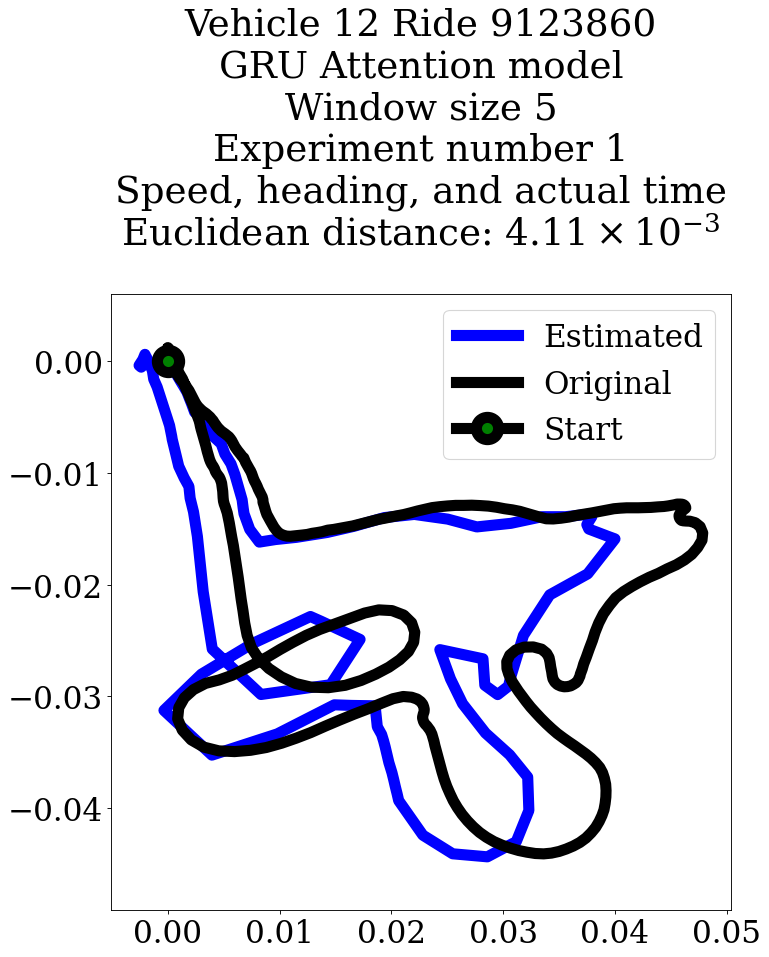 Vehicle 12 Ride 9123860
GRU Attention model
Window size 5
Experiment number 1
Speed, heading, and actual time
Euclidean distance: 4.11 × 10⁻³
Estimated
Original
Start
0.00
−0.01
−0.02
−0.03
−0.04
0.00 0.01 0.02 0.03 0.04 0.05